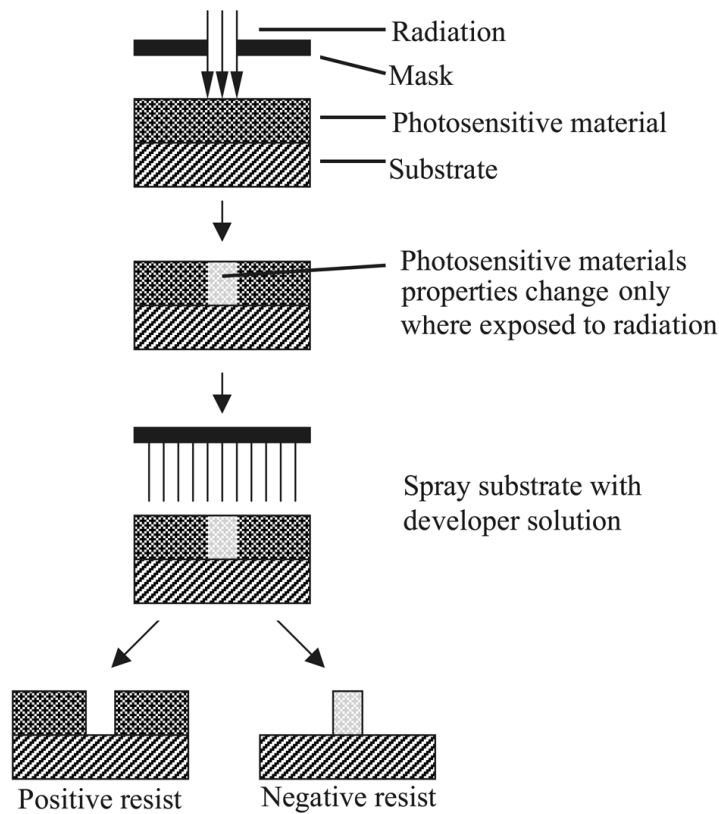 Radiation
Mask
Photosensitive material
Substrate
Photosensitive materials
properties change only
where exposed to radiation
Spray substrate with
developer solution
Positive resist
Negative resist